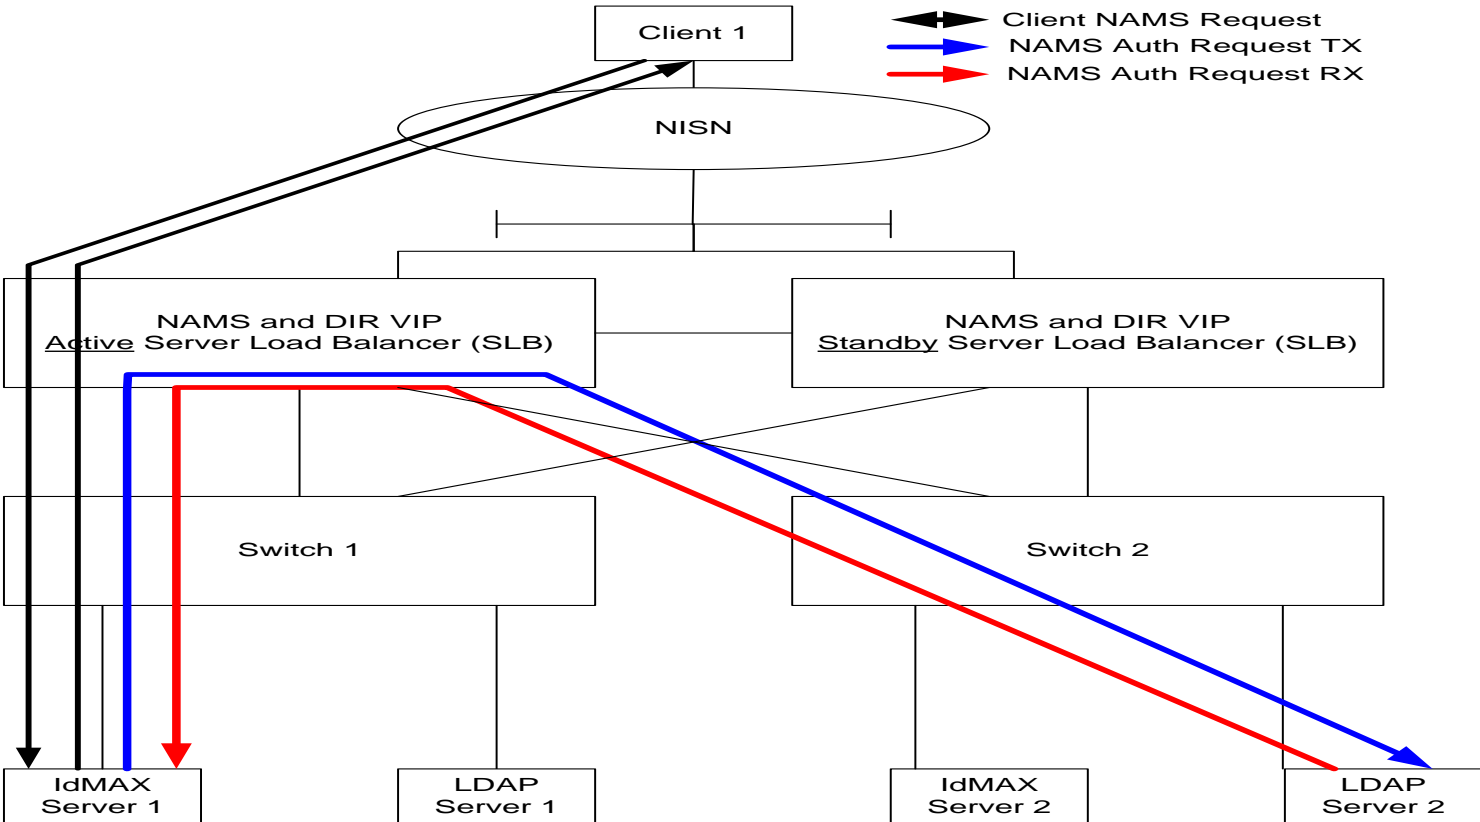 Client 1
Client NAMS Request
NAMS Auth Request TX
NAMS Auth Request RX
NISN
NAMS and DIR VIP
Active Server Load Balancer (SLB)
NAMS and DIR VIP
Standby Server Load Balancer (SLB)
Switch 1
Switch 2
IdMAX
Server 1
LDAP
Server 1
IdMAX
Server 2
LDAP
Server 2